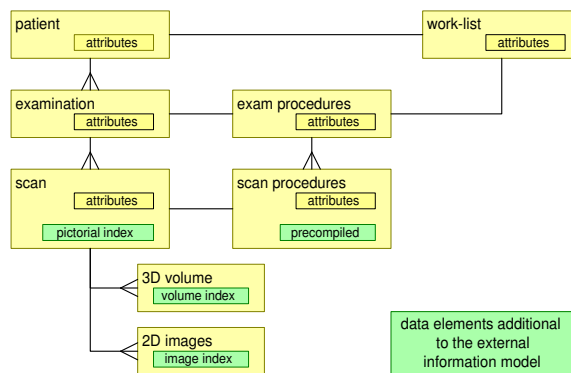 patient
attributes
work-list
attributes
examination
attributes
exam procedures
attributes
scan
attributes
pictorial index
scan procedures
attributes
precompiled
3D volume
volume index
2D images
image index
data elements additional
to the external
information model